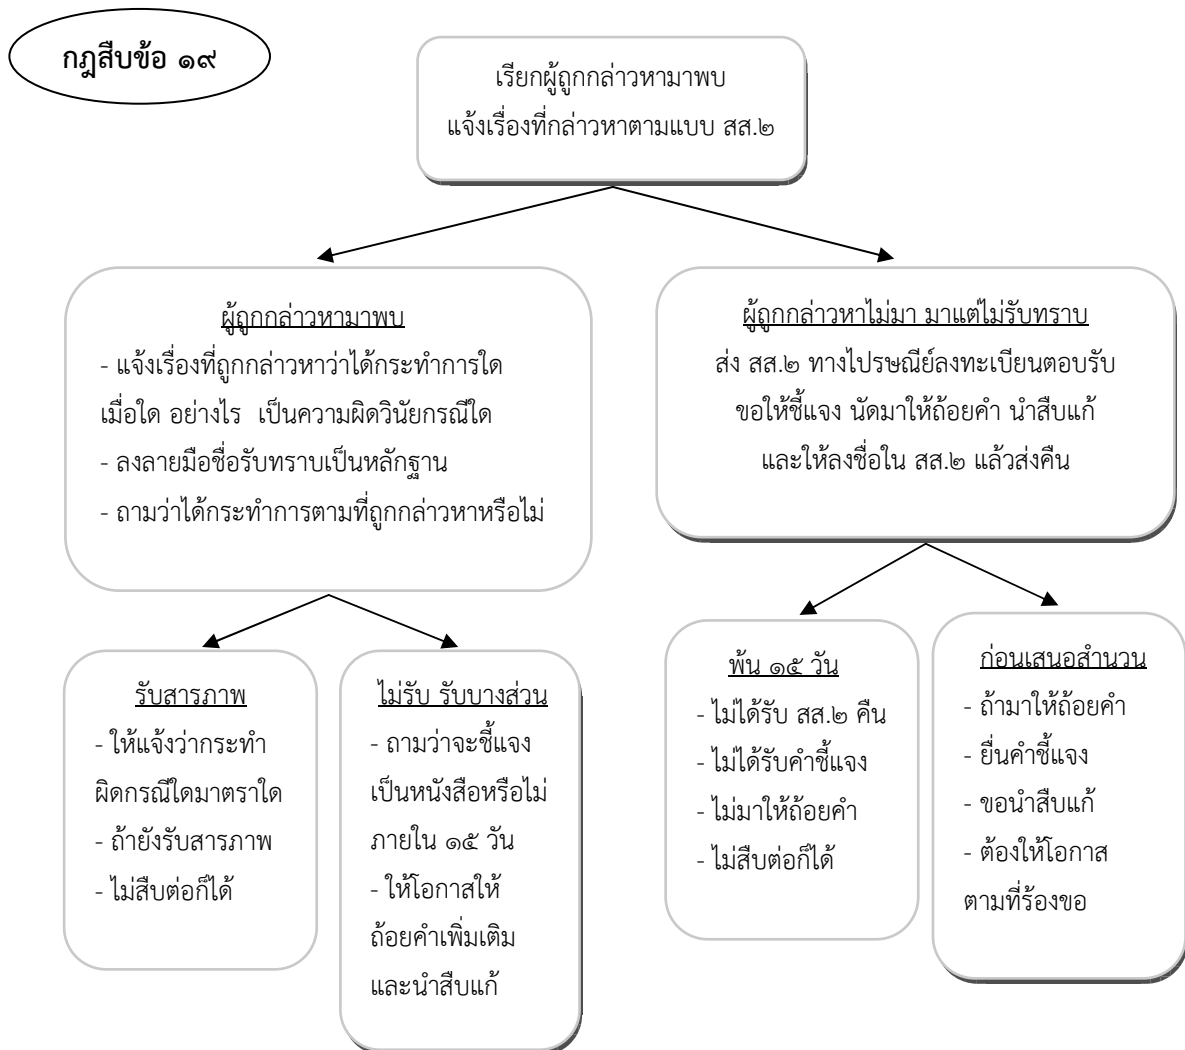 กฎสืบข้อ ๑๙
เรียกผู้ถูกกล่าวหามาพบ
แจ้งเรื่องที่กล่าวหาตามแบบ สส.๒
ผู้ถูกกล่าวหามาพบ
- แจ้งเรื่องที่ถูกกล่าวหาว่าได้กระทำการใด
เมื่อใด อย่างไร เป็นความผิดวินัยกรณีใด
- ลงลายมือชื่อรับทราบเป็นหลักฐาน
- ถามว่าได้กระทำการตามที่ถูกกล่าวหาหรือไม่
ผู้ถูกกล่าวหาไม่มา มาแต่ไม่รับทราบ
ส่ง สส.๒ ทางไปรษณีย์ลงทะเบียนตอบรับ
ขอให้ชี้แจง นัดมาให้ถ้อยคำ นำสืบแก้
และให้ลงชื่อใน สส.๒ แล้วส่งคืน
รับสารภาพ
- ให้แจ้งว่ากระทำ
ผิดกรณีใดมาตราใด
- ถ้ายังรับสารภาพ
- ไม่สืบต่อก็ได้
ไม่รับ รับบางส่วน
- ถามว่าจะชี้แจง
เป็นหนังสือหรือไม่
ภายใน ๑๕ วัน
- ให้โอกาสให้
ถ้อยคำเพิ่มเติม
และนำสืบแก้
พ้น ๑๕ วัน
- ไม่ได้รับ สส.๒ คืน
- ไม่ได้รับคำชี้แจง
- ไม่มาให้ถ้อยคำ
- ไม่สืบต่อก็ได้
ก่อนเสนอสำนวน
- ถ้ามาให้ถ้อยคำ
- ยื่นคำชี้แจง
- ขอนำสืบแก้
- ต้องให้โอกาส
ตามที่ร้องขอ